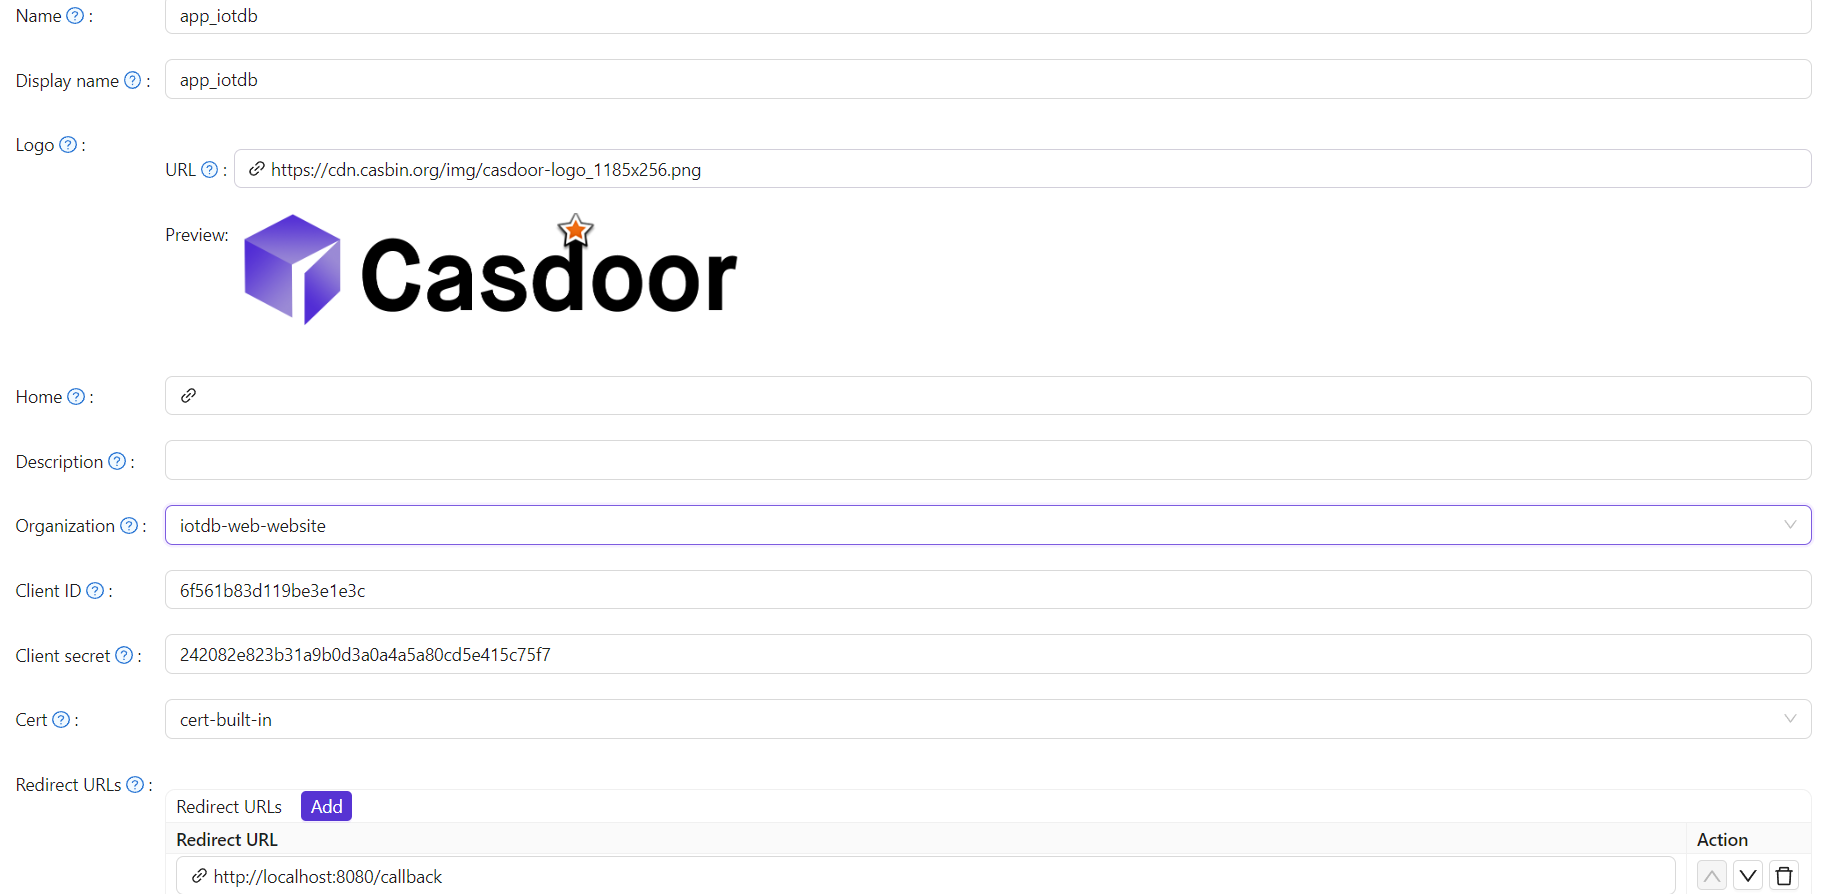 Name ? :
app_iotdb
Display name ? :
app_iotdb
Logo ? :
URL ? :
https://cdn.casbin.org/img/casdoor-logo_1185x256.png
Preview:
Casdoor
Home ? :
Description ? :
Organization ? :
iotdb-web-website
Client ID ? :
6f561b83d119be3e1e3c
Client secret ? :
242082e823b31a9b0d3a0a4a5a80cd5e415c75f7
Cert ? :
cert-built-in
Redirect URLs ? :
Redirect URLs
Add
Redirect URL
Action
http://localhost:8080/callback